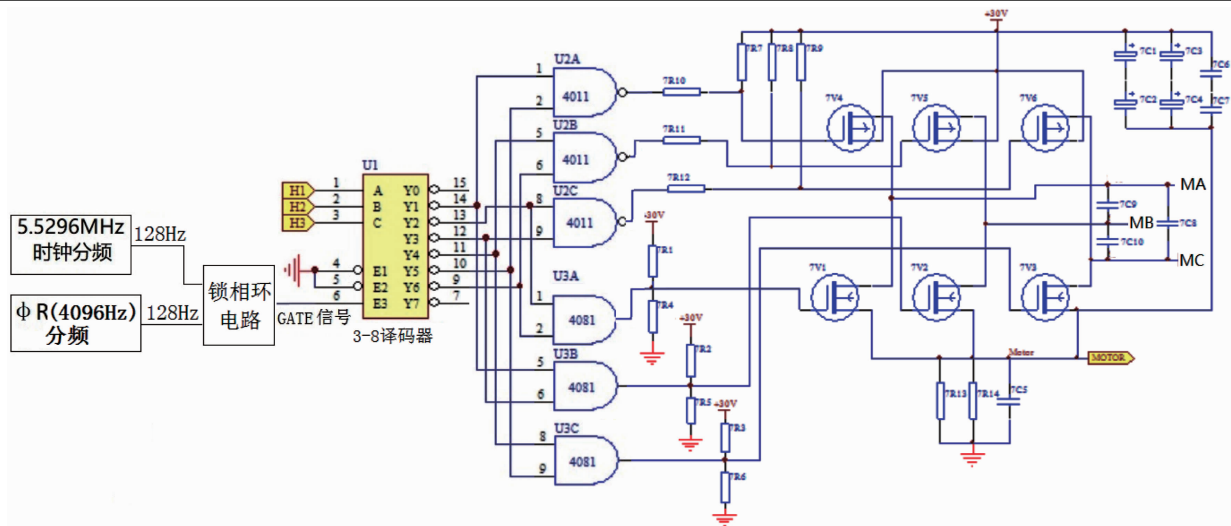 +30V
7R7
7R8
7R9
7C1
7C3
7C6
7C2
7C4
7C7
U2A
1
2
4011
7R10
7V4
7V5
7V6
U2B
5
6
4011
7R11
U2C
8
9
4011
7R12
U1
H1
H2
H3
1
2
3
A
B
C
Y0
Y1
Y2
Y3
Y4
Y5
Y6
Y7
15
14
13
12
11
10
9
7
4
5
6
E1
E2
E3
3-8译码器
5.5296MHz
时钟分频
128Hz
锁相环
电路
GATE 信号
ΦR(4096Hz)
分频
128Hz
+30V
7R1
7R4
U3A
1
2
4081
+30V
7R2
7R5
U3B
5
6
4081
+30V
7R3
7R6
U3C
8
9
4081
7V1
7V2
7V3
MA
7C9
MB
7C8
7C10
MC
Motor
MOTOR
7R13
7R14
7C5